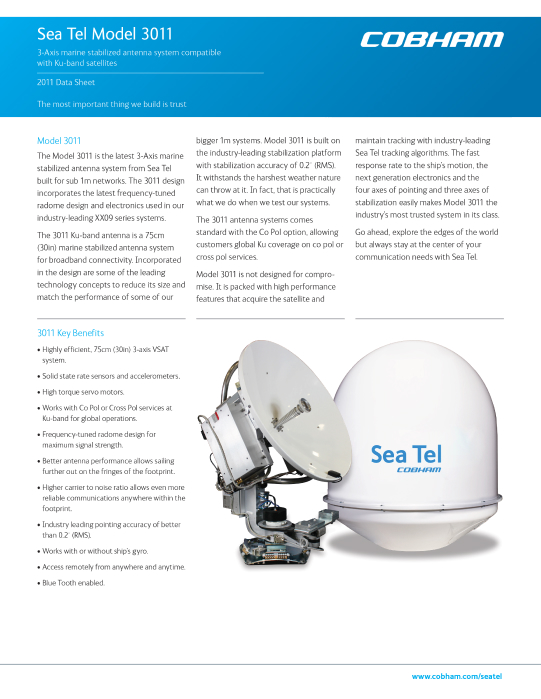 Sea Tel Model 3011
3-Axis marine stabilized antenna system compatible
with Ku-band satellites
2011 Data Sheet
The most important thing we build is trust
COBHAM
Model 3011
The Model 3011 is the latest 3-Axis marine
stabilized antenna system from Sea Tel
built for sub 1m networks. The 3011 design
incorporates the latest frequency-tuned
radome design and electronics used in our
industry-leading XX09 series systems.
The 3011 Ku-band antenna is a 75cm
(30in) marine stabilized antenna system
for broadband connectivity. Incorporated
in the design are some of the leading
technology concepts to reduce its size and
match the performance of some of our
bigger 1m systems. Model 3011 is built on
the industry-leading stabilization platform
with stabilization accuracy of 0.2˚ (RMS).
It withstands the harshest weather nature
can throw at it. In fact, that is practically
what we do when we test our systems.
The 3011 antenna systems comes
standard with the Co Pol option, allowing
customers global Ku coverage on co pol or
cross pol services.
Model 3011 is not designed for compro-
mise. It is packed with high performance
features that acquire the satellite and
maintain tracking with industry-leading
Sea Tel tracking algorithms. The fast
response rate to the ship's motion, the
next generation electronics and the
four axes of pointing and three axes of
stabilization easily makes Model 3011 the
industry's most trusted system in its class.
Go ahead, explore the edges of the world
but always stay at the center of your
communication needs with Sea Tel.
3011 Key Benefits
• Highly efficient, 75cm (30in) 3-axis VSAT
system.
• Solid state rate sensors and accelerometers.
• High torque servo motors.
• Works with Co Pol or Cross Pol services at
Ku-band for global operations.
• Frequency-tuned radome design for
maximum signal strength.
• Better antenna performance allows sailing
further out on the fringes of the footprint.
• Higher carrier to noise ratio allows even more
reliable communications anywhere within the
footprint.
• Industry leading pointing accuracy of better
than 0.2˚ (RMS).
• Works with or without ship's gyro.
• Access remotely from anywhere and anytime.
• Blue Tooth enabled.
Sea Tel
COBHAM
www.cobham.com/seatel